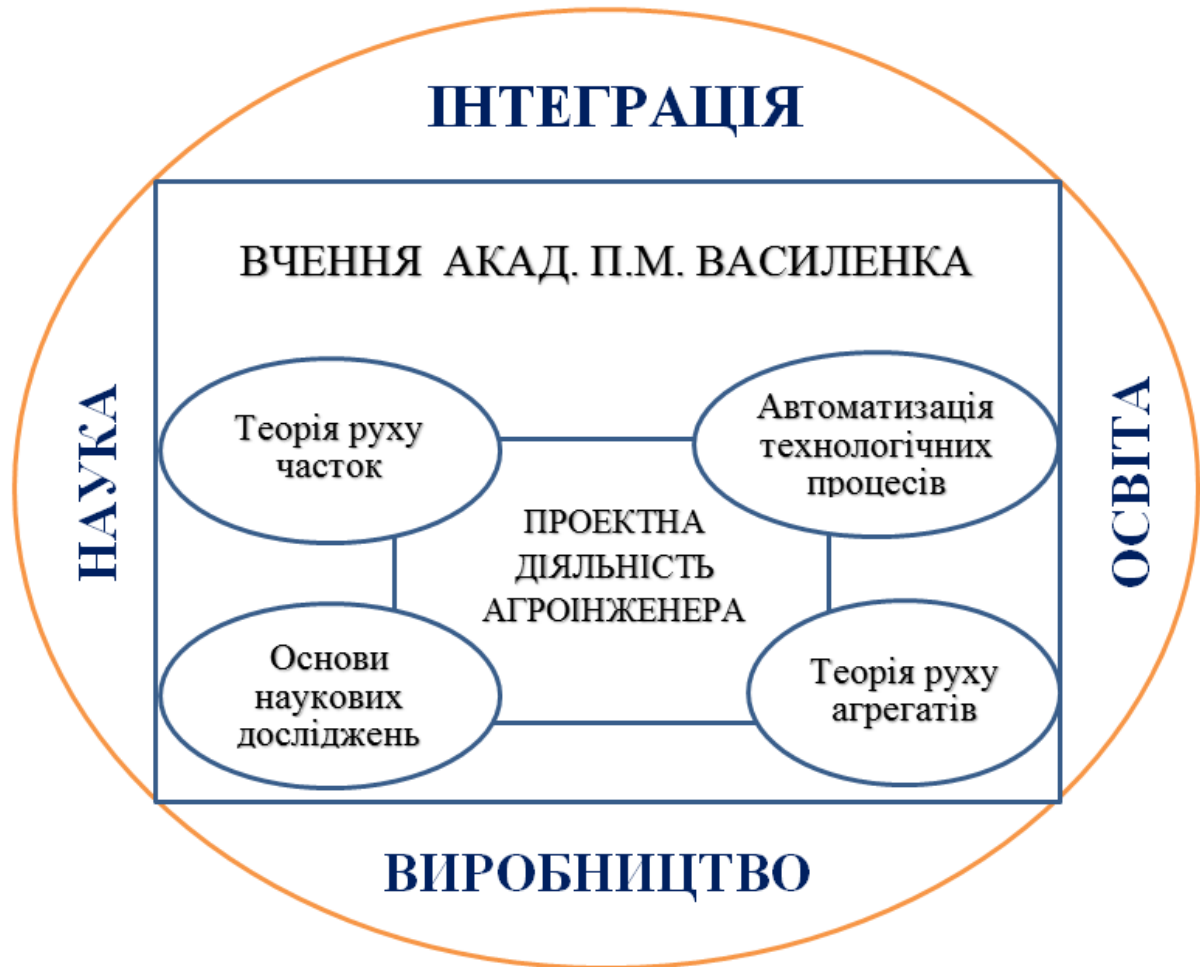 ІНТЕГРАЦІЯ
ВЧЕННЯ АКАД. П.М. ВАСИЛЕНКА
НАУКА
ОСВІТА
Теорія руху
часток
Автоматизація
технологічних
процесів
ПРОЕКТНА
ДІЯЛЬНІСТЬ
АГРОІНЖЕНЕРА
Основи
наукових
досліджень
Теорія руху
агрегатів
ВИРОБНИЦТВО